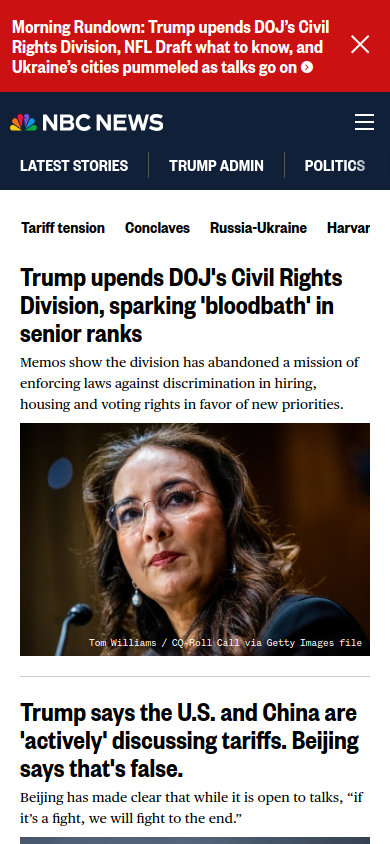 Morning Rundown: Trump upends DOJ’s Civil
Rights Division, NFL Draft what to know, and
Ukraine’s cities pummeled as talks go on
NBC NEWS
LATEST STORIES
TRUMP ADMIN
POLITICS
Tariff tension
Conclaves
Russia-Ukraine
Harvar
Trump upends DOJ's Civil Rights
Division, sparking 'bloodbath' in
senior ranks
Memos show the division has abandoned a mission of
enforcing laws against discrimination in hiring,
housing and voting rights in favor of new priorities.
Tom Williams / CQ-Roll Call via Getty Images file
Trump says the U.S. and China are
'actively' discussing tariffs. Beijing
says that's false.
Beijing has made clear that while it is open to talks, “if
it’s a fight, we will fight to the end.”